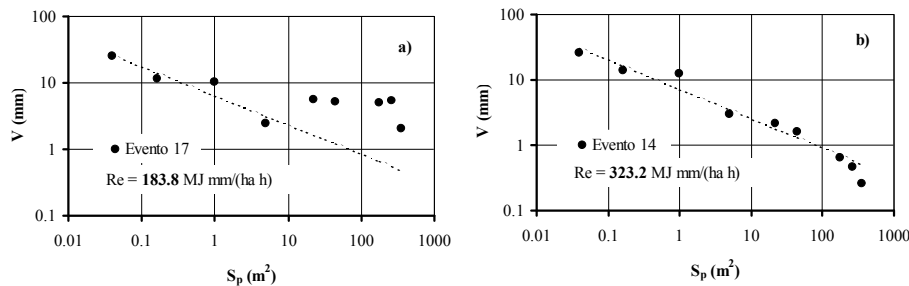 100
10
1
0.1
V (mm)
a)
● Evento 17
Re = 183.8 MJ mm/(ha h)
0.01 0.1 1 10 100 1000
Sp (m²)
100
10
1
0.1
V (mm)
b)
● Evento 14
Re = 323.2 MJ mm/(ha h)
0.01 0.1 1 10 100 1000
Sp (m²)